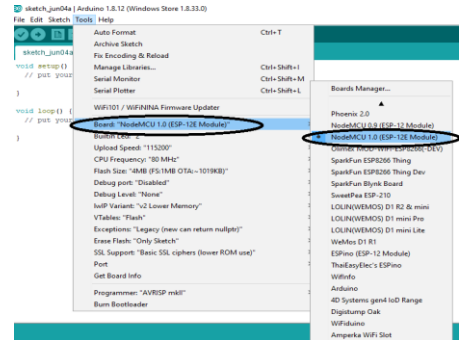 sketch_jun04a | Arduino 1.8.12 (Windows Store 1.8.33.0)
File Edit Sketch Tools Help
sketch_jun04a
void setup()
// put your
}
void loop() {
// put your
}
Auto Format Ctrl+T
Archive Sketch
Fix Encoding & Reload
Manage Libraries... Ctrl+Shift+I
Serial Monitor Ctrl+Shift+M
Serial Plotter Ctrl+Shift+L
WiFi101 / WiFiNINA Firmware Updater
Board: "NodeMCU 1.0 (ESP-12E Module)"
Builtin Led: "2"
Upload Speed: "115200"
CPU Frequency: "80 MHz"
Flash Size: "4MB (FS:1MB OTA:~1019KB)"
Debug port: "Disabled"
Debug Level: "None"
lwIP Variant: "v2 Lower Memory"
VTables: "Flash"
Exceptions: "Legacy (new can return nullptr)"
Erase Flash: "Only Sketch"
SSL Support: "Basic SSL ciphers (lower ROM use)"
Port
Get Board Info
Programmer: "AVRISP mkII"
Burn Bootloader
Boards Manager...
Phoenix 2.0
NodeMCU 0.9 (ESP-12 Module)
NodeMCU 1.0 (ESP-12E Module)
Olimex MOD-WIFI-ESP8266(-DEV)
SparkFun ESP8266 Thing
SparkFun ESP8266 Thing Dev
SparkFun Blynk Board
SweetPea ESP-210
LOLIN(WEMOS) D1 R2 & mini
LOLIN(WEMOS) D1 mini Pro
LOLIN(WEMOS) D1 mini Lite
WeMos D1 R1
ESPino (ESP-12 Module)
ThaiEasyElec's ESPino
WifInfo
Arduino
4D Systems gen4 IoD Range
Digistump Oak
WiFiduino
Amperka WiFi Slot